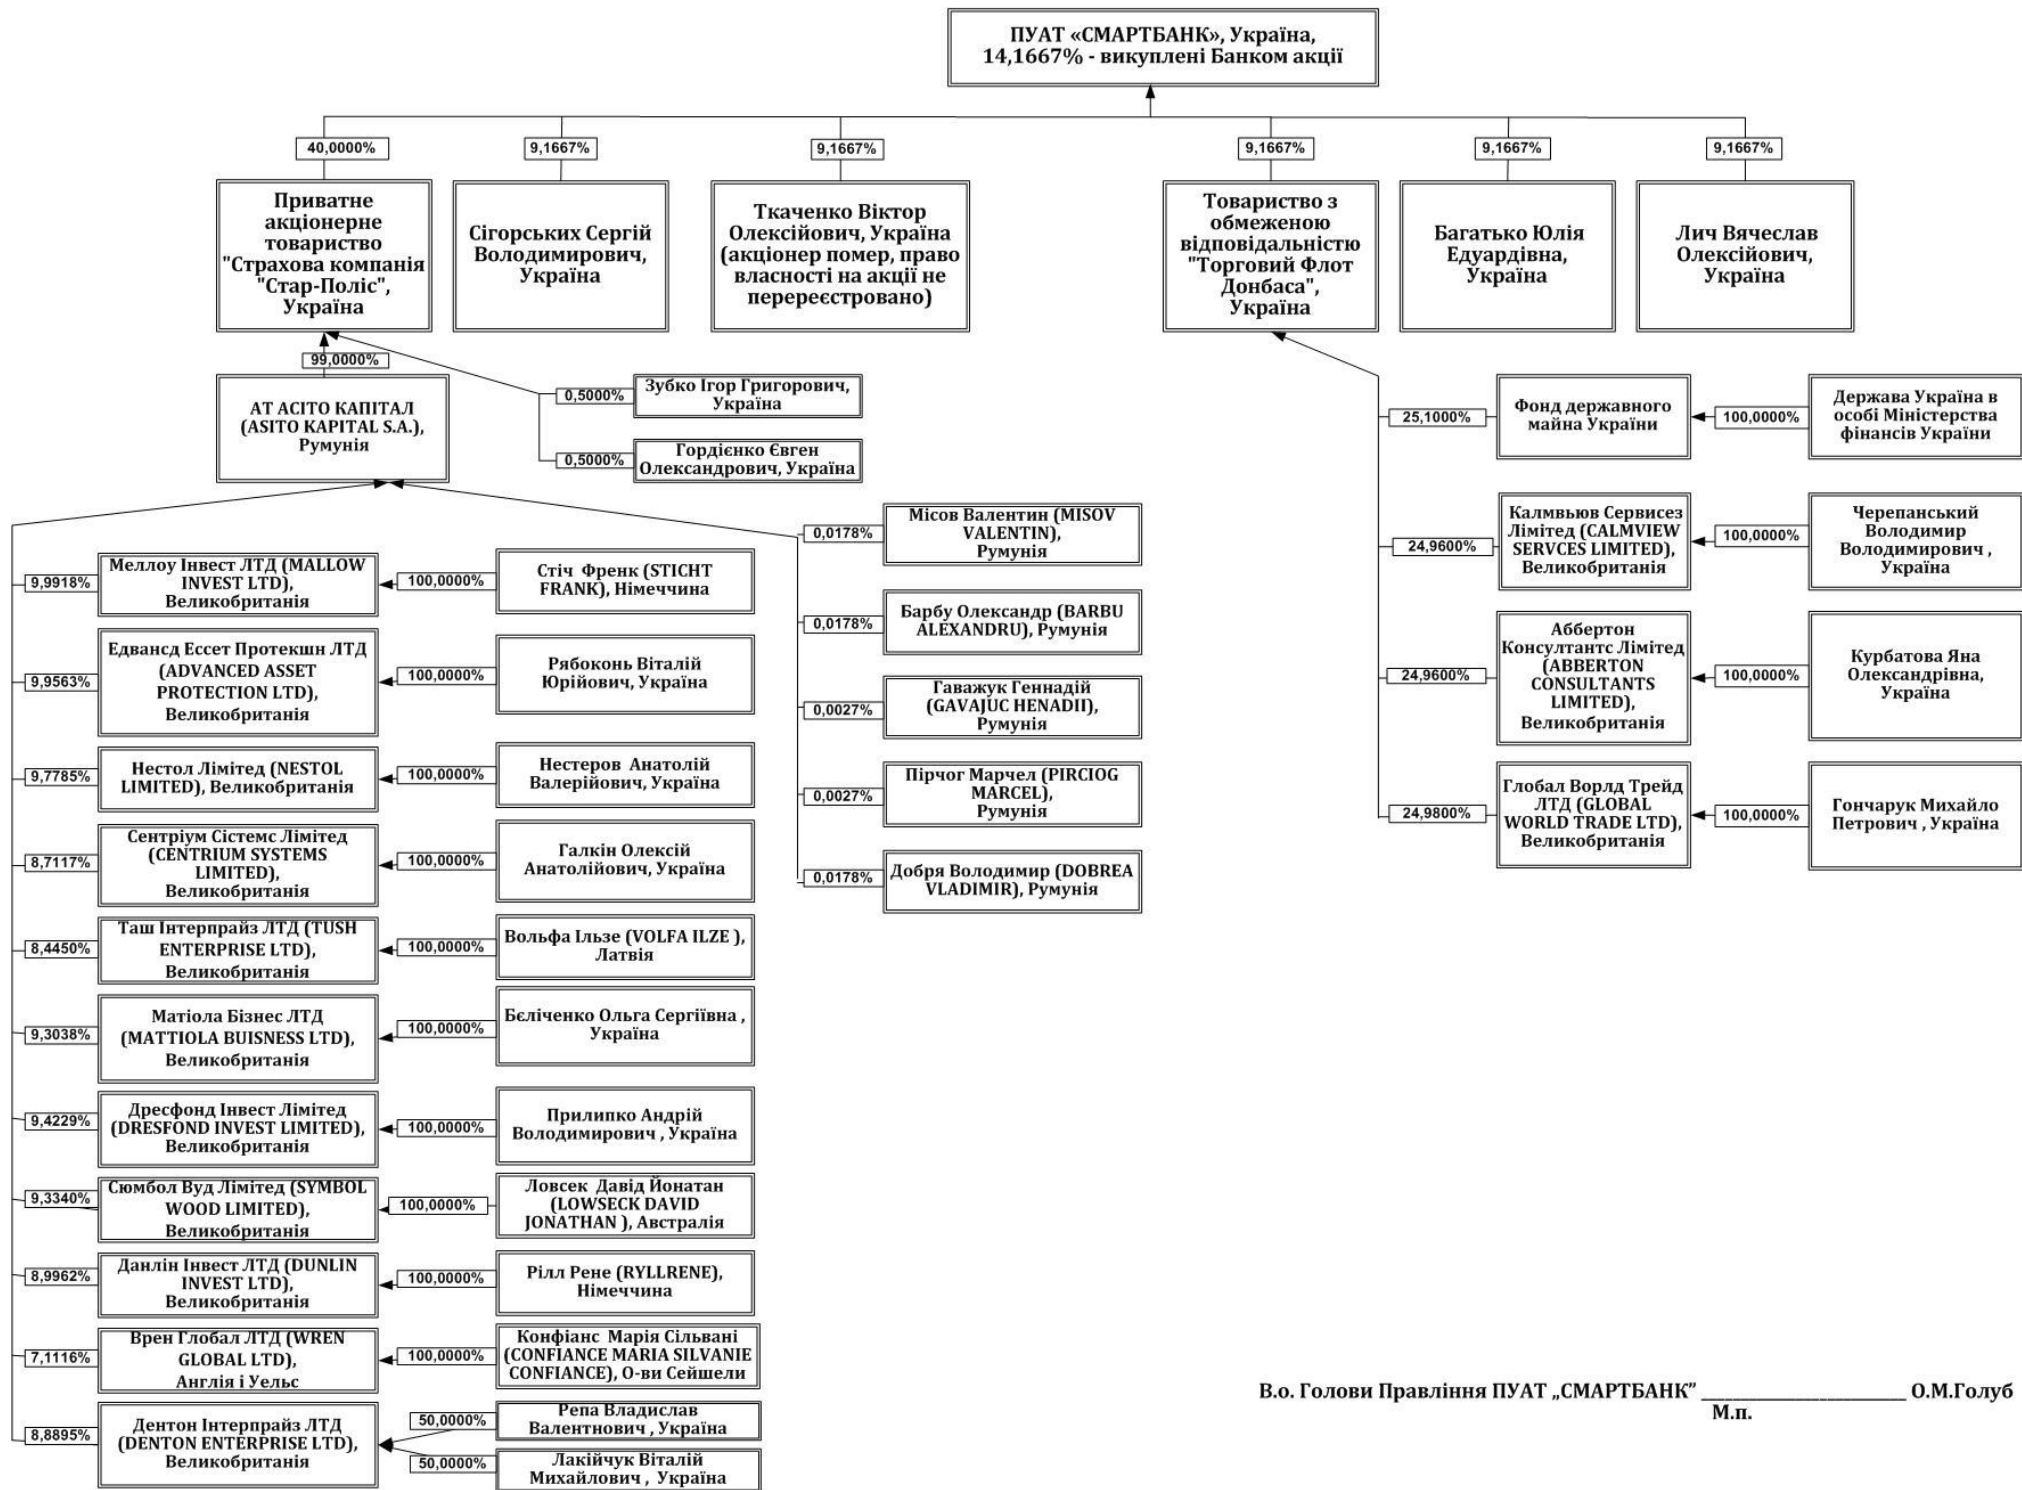 ПУАТ «СМАРТБАНК», Україна,
14,1667% - викуплені Банком акції
40,0000%
9,1667%
9,1667%
9,1667%
9,1667%
9,1667%
Приватне
акціонерне
товариство
"Страхова компанія
"Стар-Поліс",
Україна
Сігорських Сергій
Володимирович,
Україна
Ткаченко Віктор
Олексійович, Україна
(акціонер помер, право
власності на акції не
перереєстровано)
Товариство з
обмеженою
відповідальністю
"Торговий Флот
Донбаса",
Україна
Багатько Юлія
Едуардівна,
Україна
Лич Вячеслав
Олексійович,
Україна
99,0000%
АТ АСІТО КАПІТАЛ
(ASITO KAPITAL S.A.),
Румунія
0,5000%
Зубко Ігор Григорович,
Україна
0,5000%
Гордієнко Євген
Олександрович, Україна
25,1000%
Фонд державного
майна України
100,0000%
Держава Україна в
особі Міністерства
фінансів України
24,9600%
Калмвьюв Сервисез
Лімітед (CALMVIEW
SERVCES LIMITED),
Великобританія
100,0000%
Черепанський
Володимир
Володимирович ,
Україна
24,9600%
Аббертон
Консултантс Лімітед
(ABBERTON
CONSULTANTS
LIMITED),
Великобританія
100,0000%
Курбатова Яна
Олександрівна,
Україна
24,9800%
Глобал Ворлд Трейд
ЛТД (GLOBAL
WORLD TRADE LTD),
Великобританія
100,0000%
Гончарук Михайло
Петрович , Україна
0,0178%
Місов Валентин (MISOV
VALENTIN),
Румунія
0,0178%
Барбу Олександр (BARBU
ALEXANDRU), Румунія
0,0027%
Гаважук Геннадій
(GAVAJUC HENADII),
Румунія
0,0027%
Пірчог Марчел (PIRCIOG
MARCEL),
Румунія
0,0178%
Добря Володимир (DOBREA
VLADIMIR), Румунія
9,9918%
Меллоу Інвест ЛТД (MALLOW
INVEST LTD),
Великобританія
100,0000%
Стіч Френк (STICHT
FRANK), Німеччина
9,9563%
Едвансд Ессет Протекшн ЛТД
(ADVANCED ASSET
PROTECTION LTD),
Великобританія
100,0000%
Рябоконь Віталій
Юрійович, Україна
9,7785%
Нестол Лімітед (NESTOL
LIMITED), Великобританія
100,0000%
Нестеров Анатолій
Валерійович, Україна
8,7117%
Сентріум Сістемс Лімітед
(CENTRIUM SYSTEMS
LIMITED),
Великобританія
100,0000%
Галкін Олексій
Анатолійович, Україна
8,4450%
Таш Інтерпрайз ЛТД (TUSH
ENTERPRISE LTD),
Великобританія
100,0000%
Вольфа Ільзе (VOLFA ILZE ),
Латвія
9,3038%
Матіола Бізнес ЛТД
(MATTIOLA BUISNESS LTD),
Великобританія
100,0000%
Бєліченко Ольга Сергіївна ,
Україна
9,4229%
Дресфонд Інвест Лімітед
(DRESFOND INVEST LIMITED),
Великобританія
100,0000%
Прилипко Андрій
Володимирович , Україна
9,3340%
Сюмбол Вуд Лімітед (SYMBOL
WOOD LIMITED),
Великобританія
100,0000%
Ловсек Давід Йонатан
(LOWSECK DAVID
JONATHAN ), Австралія
8,9962%
Данлін Інвест ЛТД (DUNLIN
INVEST LTD),
Великобританія
100,0000%
Рілл Рене (RYLLRENE),
Німеччина
7,1116%
Врен Глобал ЛТД (WREN
GLOBAL LTD),
Англія і Уельс
100,0000%
Конфіанс Марія Сільвані
(CONFIANCE MARIA SILVANIE
CONFIANCE), О-ви Сейшели
8,8895%
Дентон Інтерпрайз ЛТД
(DENTON ENTERPRISE LTD),
Великобританія
50,0000%
Репа Владислав
Валентнович , Україна
50,0000%
Лакійчук Віталій
Михайлович , Україна
В.о. Голови Правління ПУАТ „СМАРТБАНК” ______________________ О.М.Голуб
М.п.